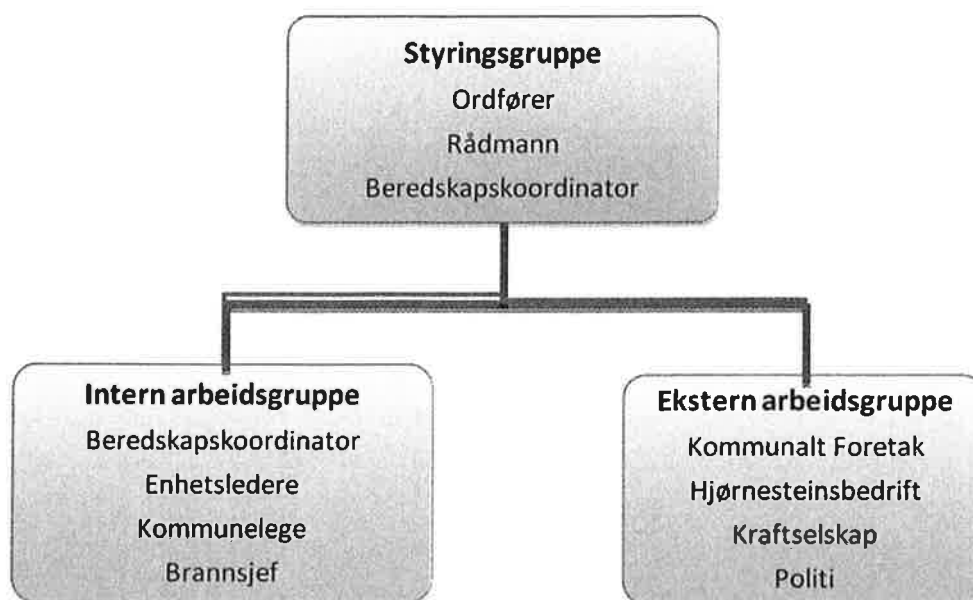 Styringsgruppe
Ordfører
Rådmann
Beredskapskoordinator
Intern arbeidsgruppe
Beredskapskoordinator
Enhetsledere
Kommunelege
Brannsjef
Ekstern arbeidsgruppe
Kommunalt Foretak
Hjørnesteinsbedrift
Kraftselskap
Politi